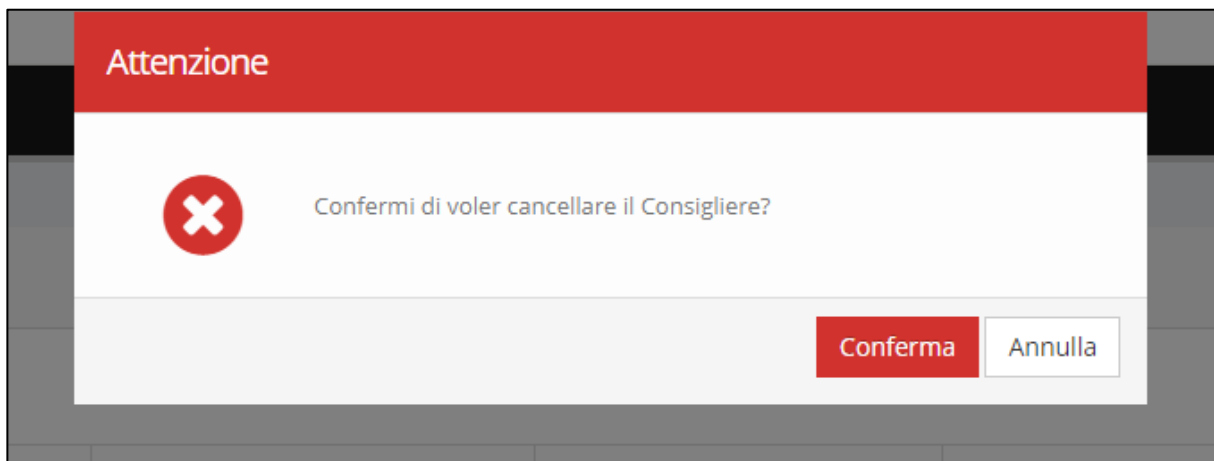 Attenzione
Confermi di voler cancellare il Consigliere?
Conferma Annulla